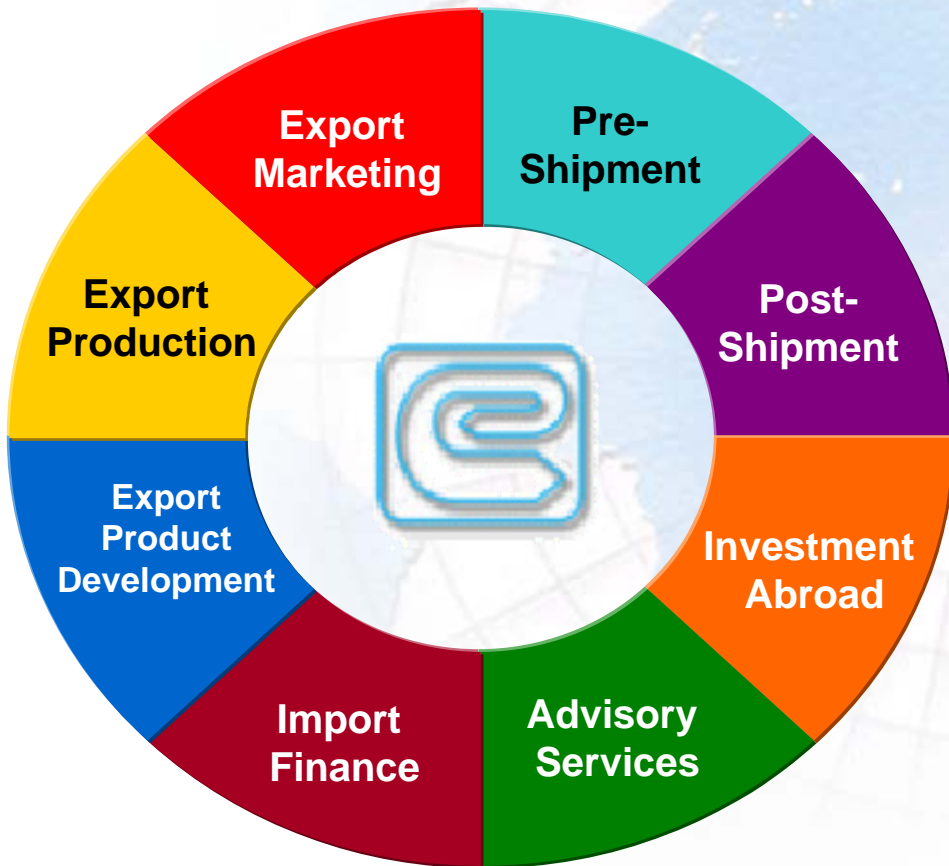 Export
Marketing
Pre-
Shipment
Post-
Shipment
Investment
Abroad
Advisory
Services
Import
Finance
Export
Product
Development
Export
Production